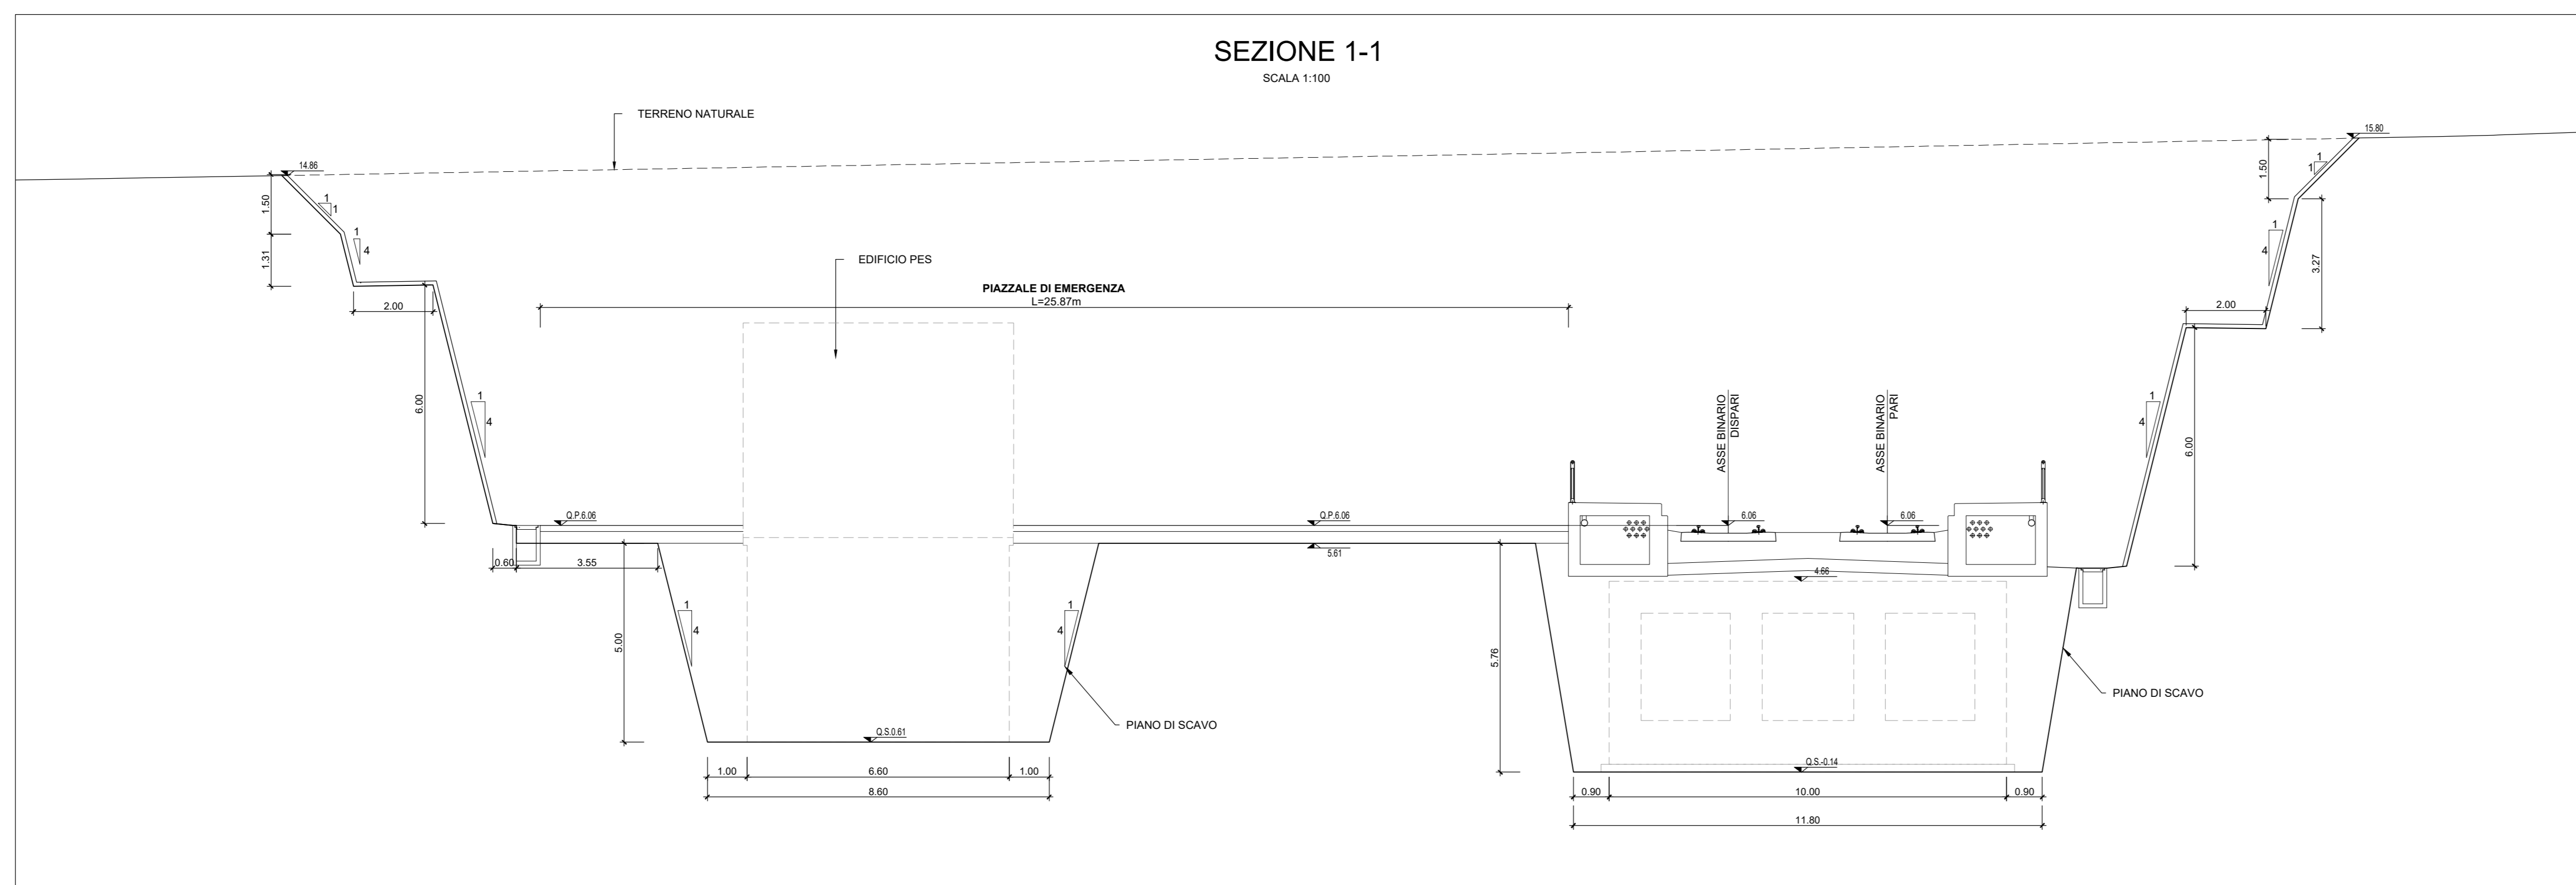 SEZIONE 1-1
SCALA 1:100
TERRENO NATURALE
14.86
15.80
1.50
1
1
1.31
1
4
2.00
6.00
1
4
EDIFICIO PES
PIAZZALE DI EMERGENZA
L=25.87m
1.50
1
1
3.27
1
4
2.00
6.00
1
4
ASSE BINARIO
DISPARI
ASSE BINARIO
PARI
Q.P.6.06
Q.P.6.06
6.06
6.06
5.61
4.66
0.60
3.55
5.00
1
4
1
4
5.76
PIANO DI SCAVO
PIANO DI SCAVO
Q.S.0.61
Q.S.-0.14
1.00
6.60
1.00
8.60
0.90
10.00
0.90
11.80